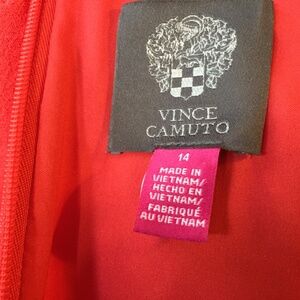 VINCE
CAMUTO
14
MADE IN
VIETNAM/
HECHO EN
VIETNAM/
FABRIQUÉ
AU VIETNAM